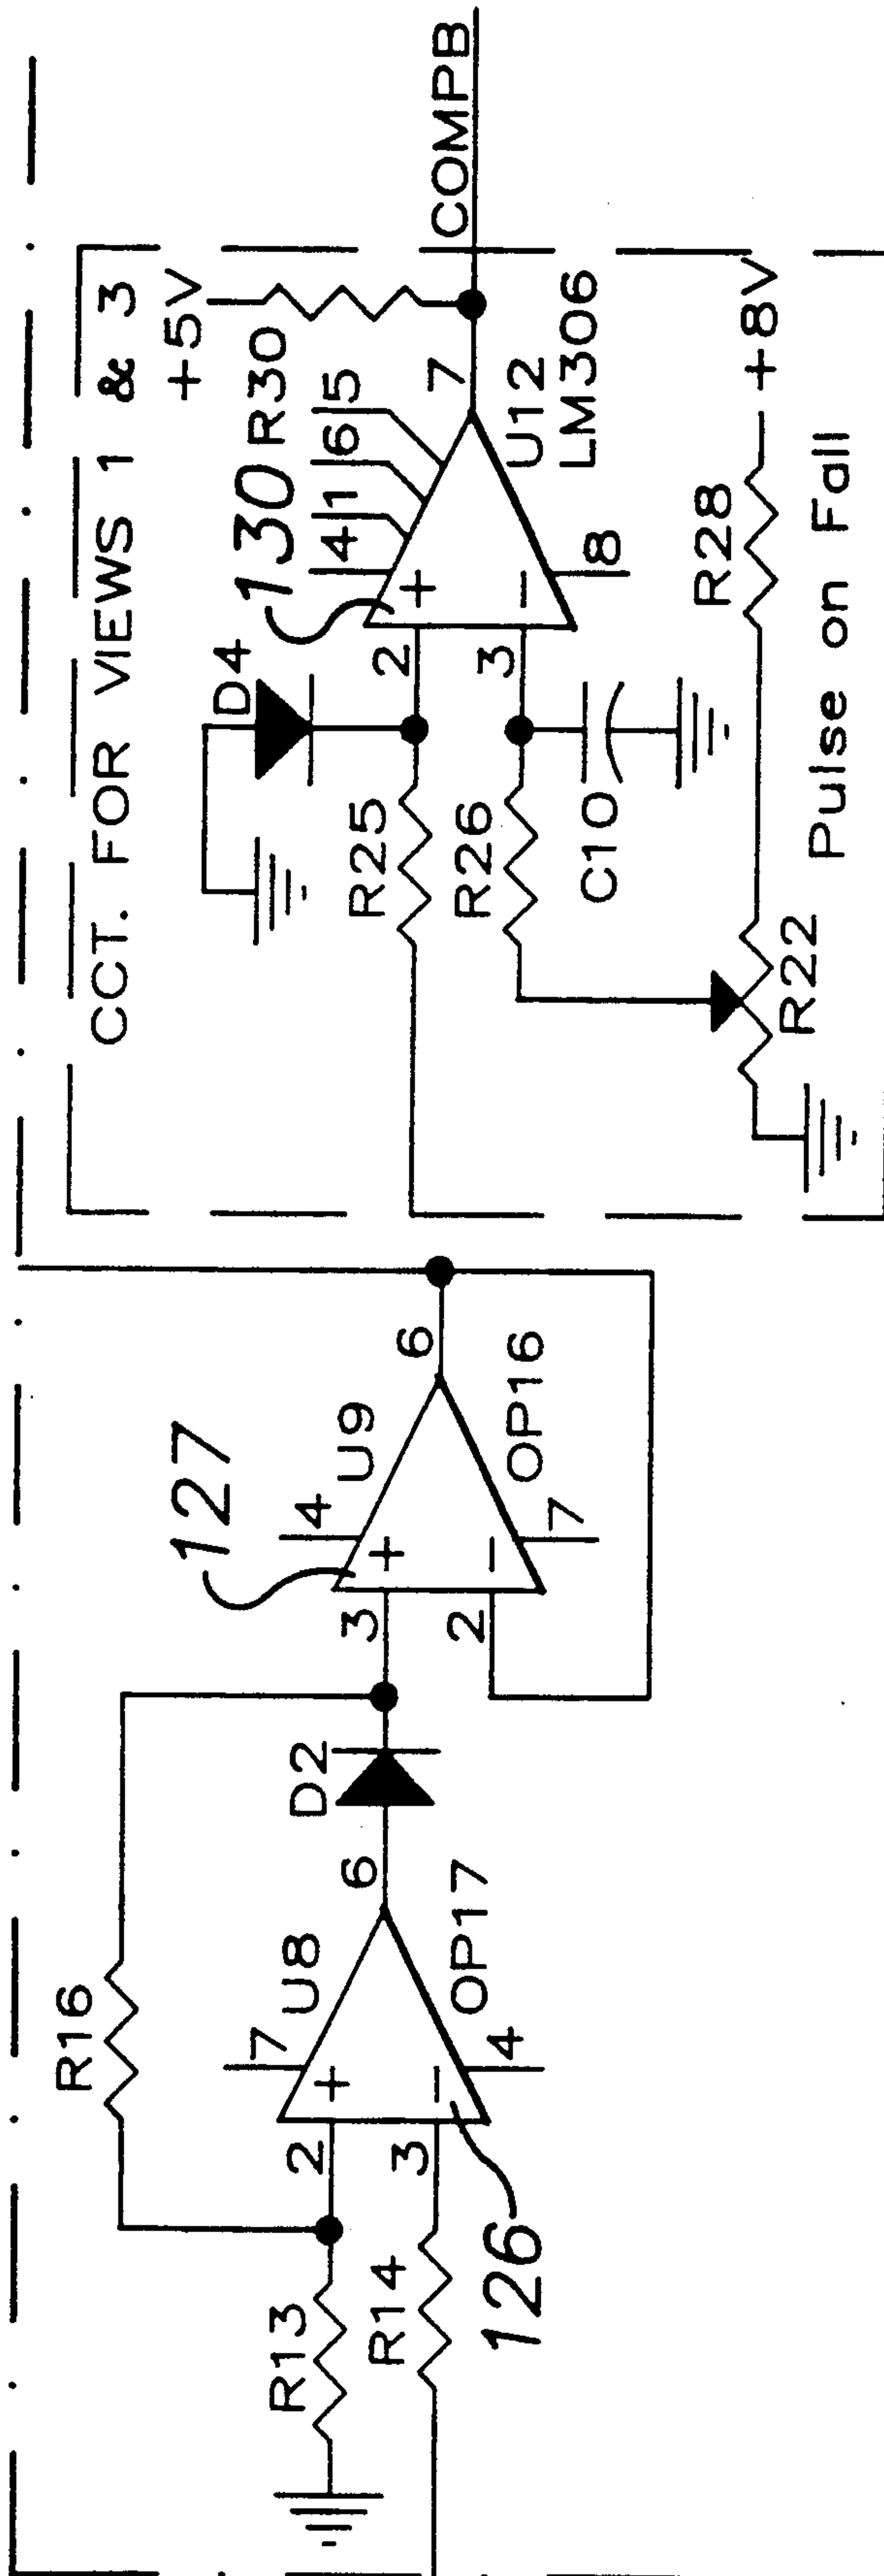 CCT. FOR VIEWS 1 & 3
+5V
R30
130
4
1
6
5
D4
2
+
7
COMPB
R25
3
−
U12
LM306
R26
8
C10
R28
+8V
R22
Pulse on Fall
127
U9
4
3
+
6
2
−
OP16
7
R16
D2
U8
7
2
+
6
R13
3
−
OP17
R14
4
126